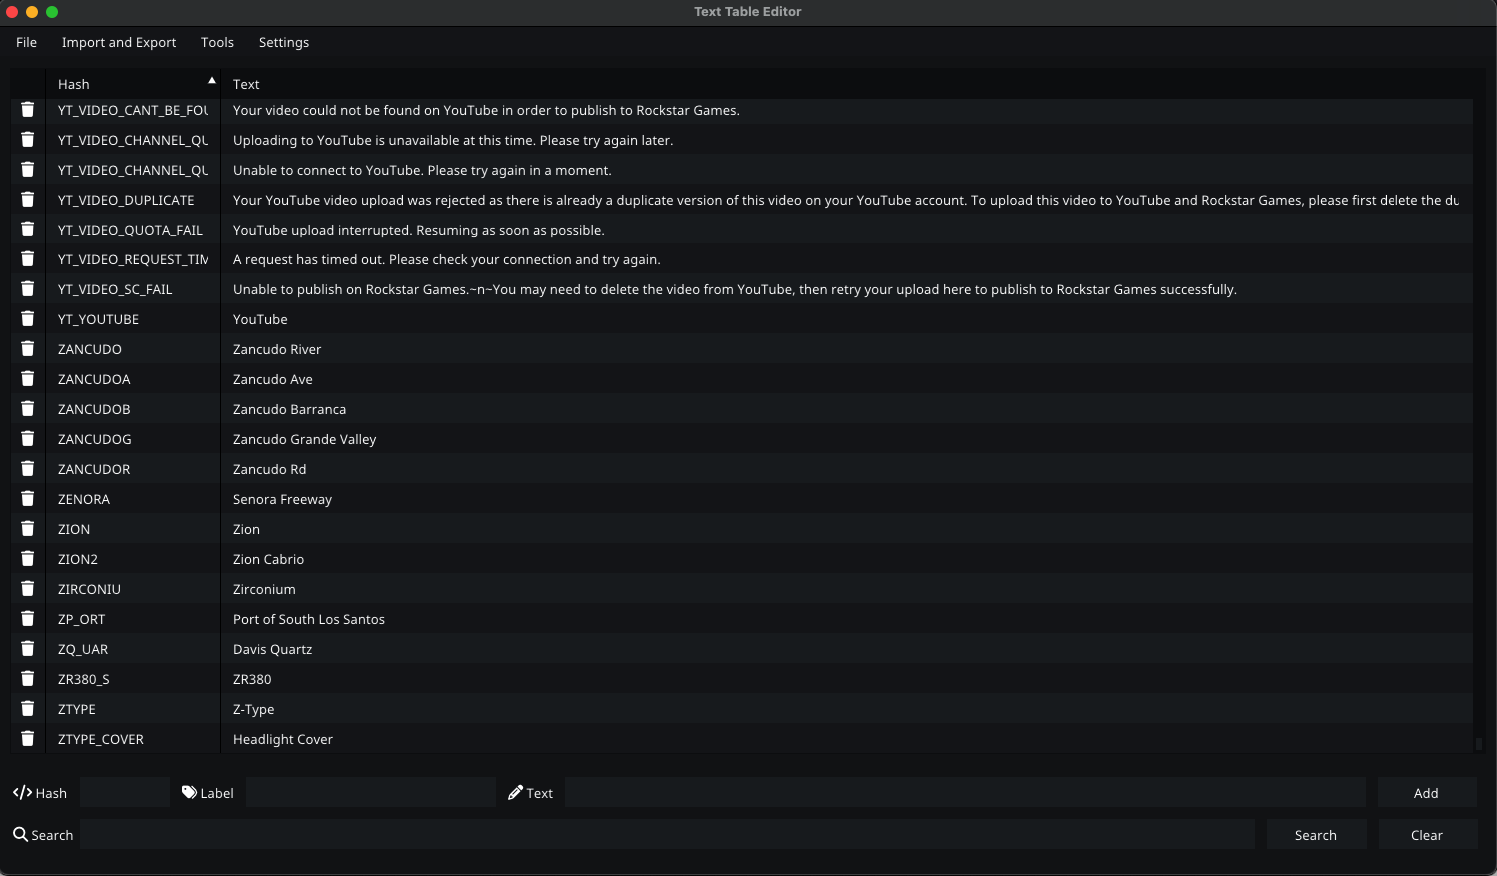 Text Table Editor
File Import and Export Tools Settings
Hash Text
YT_VIDEO_CANT_BE_FOU Your video could not be found on YouTube in order to publish to Rockstar Games.
YT_VIDEO_CHANNEL_QU Uploading to YouTube is unavailable at this time. Please try again later.
YT_VIDEO_CHANNEL_QU Unable to connect to YouTube. Please try again in a moment.
YT_VIDEO_DUPLICATE Your YouTube video upload was rejected as there is already a duplicate version of this video on your YouTube account. To upload this video to YouTube and Rockstar Games, please first delete the du
YT_VIDEO_QUOTA_FAIL YouTube upload interrupted. Resuming as soon as possible.
YT_VIDEO_REQUEST_TIM A request has timed out. Please check your connection and try again.
YT_VIDEO_SC_FAIL Unable to publish on Rockstar Games.~n~You may need to delete the video from YouTube, then retry your upload here to publish to Rockstar Games successfully.
YT_YOUTUBE YouTube
ZANCUDO Zancudo River
ZANCUDOA Zancudo Ave
ZANCUDOB Zancudo Barranca
ZANCUDOG Zancudo Grande Valley
ZANCUDOR Zancudo Rd
ZENORA Senora Freeway
ZION Zion
ZION2 Zion Cabrio
ZIRCONIU Zirconium
ZP_ORT Port of South Los Santos
ZQ_UAR Davis Quartz
ZR380_S ZR380
ZTYPE Z-Type
ZTYPE_COVER Headlight Cover
Hash Label Text Add
Search Search Clear